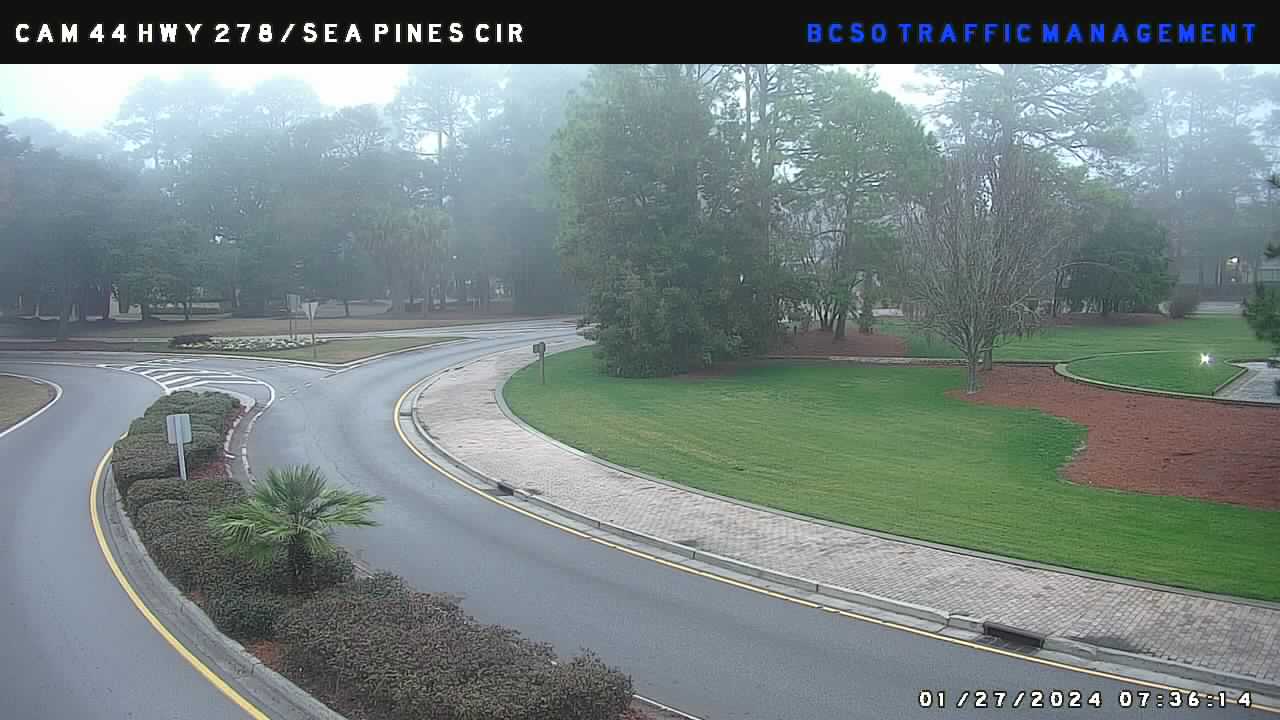 CAM 44 HWY 278/SEA PINES CIR
BCSO TRAFFIC MANAGEMENT
01/27/2024 07:36:14